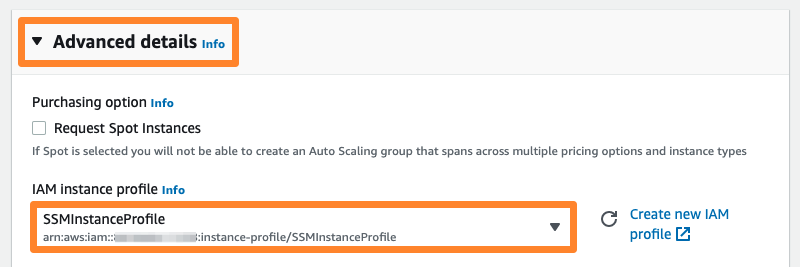 Advanced details Info
Purchasing option Info
Request Spot Instances
If Spot is selected you will not be able to create an Auto Scaling group that spans across multiple pricing options and instance types
IAM instance profile Info
SSMInstanceProfile
arn:aws:iam:: :instance-profile/SSMInstanceProfile
Create new IAM
profile